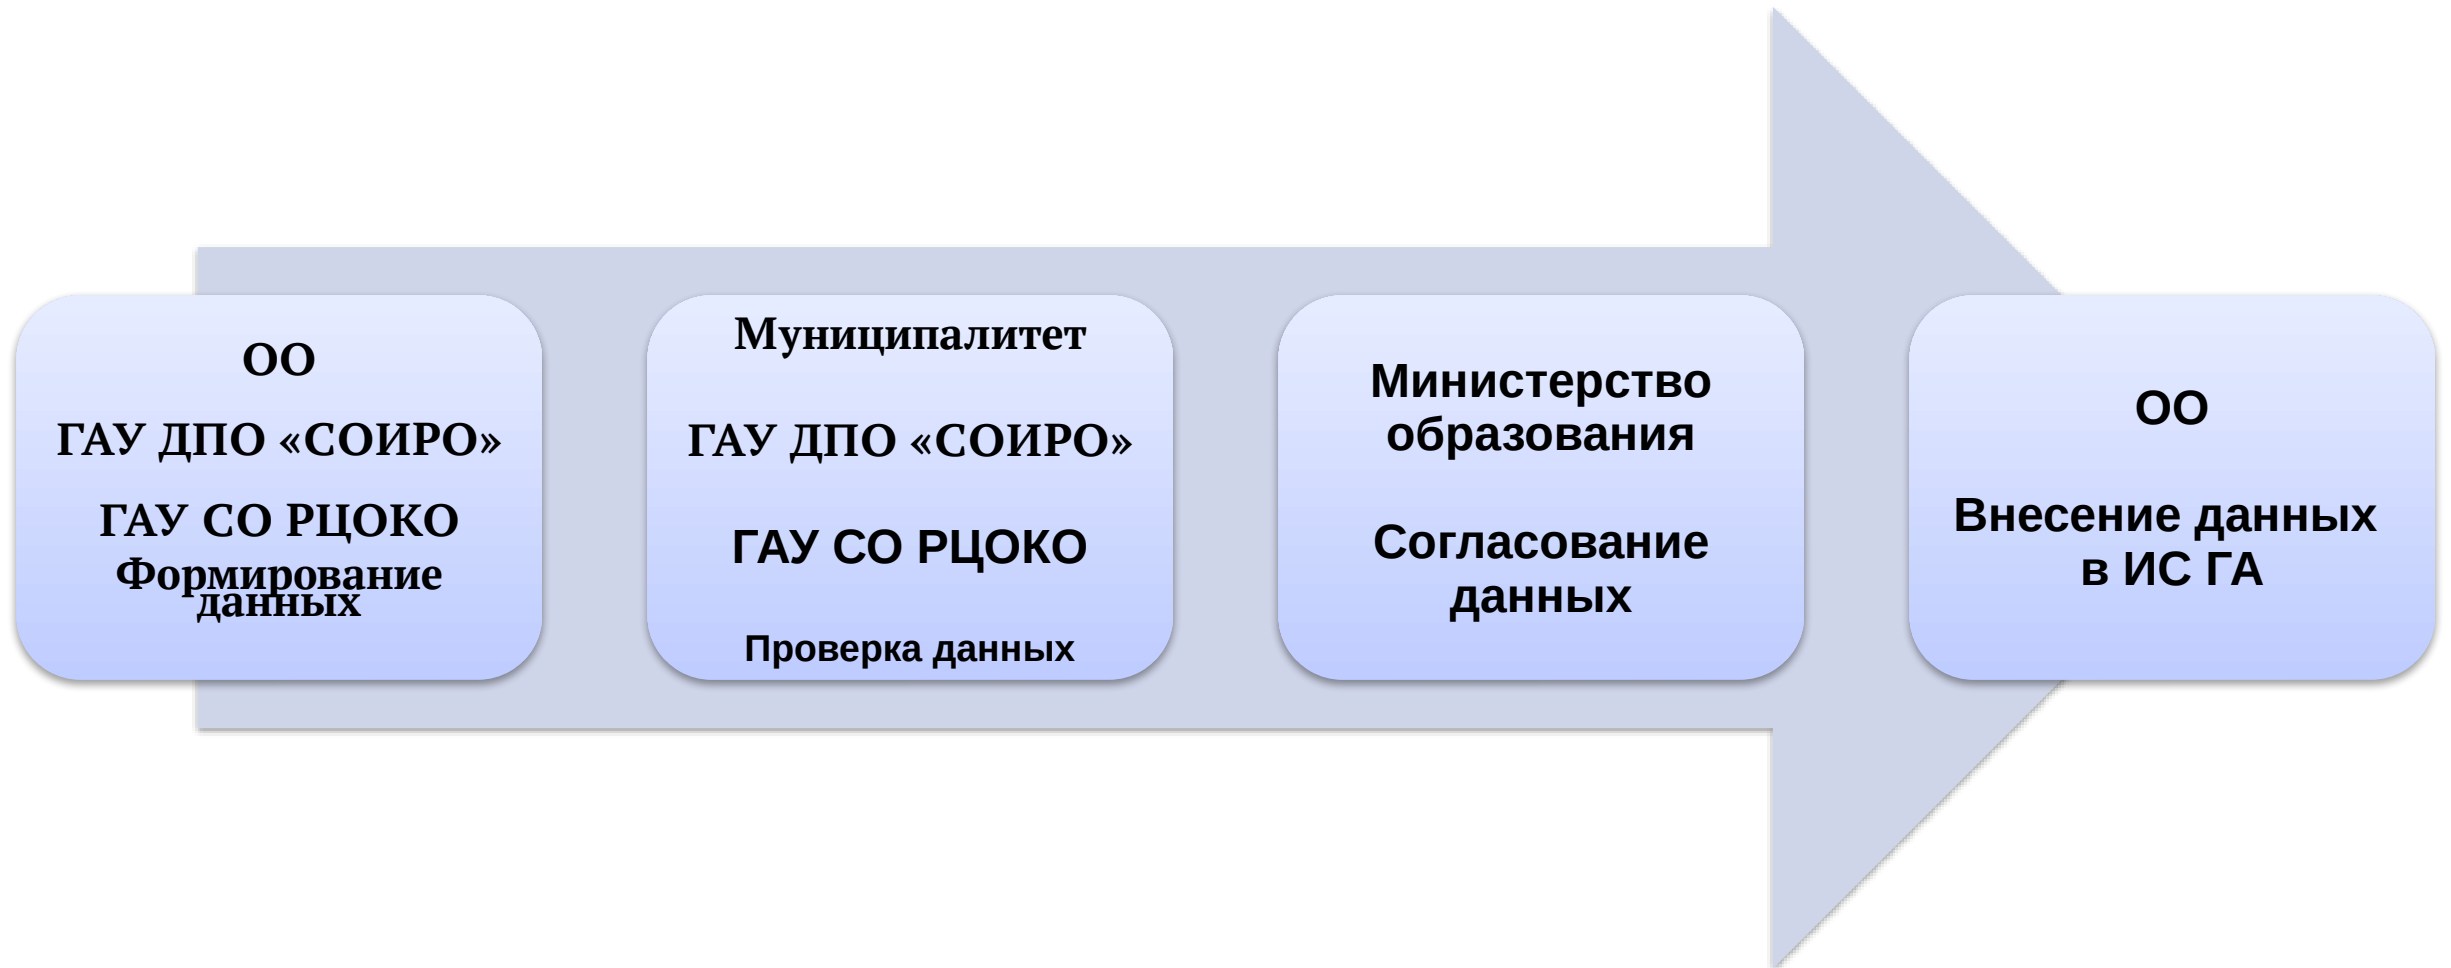 ОО
ГАУ ДПО «СОИРО»
ГАУ СО РЦОКО
Формирование
данных
Муниципалитет
ГАУ ДПО «СОИРО»
ГАУ СО РЦОКО
Проверка данных
Министерство
образования
Согласование
данных
ОО
Внесение данных
в ИС ГА